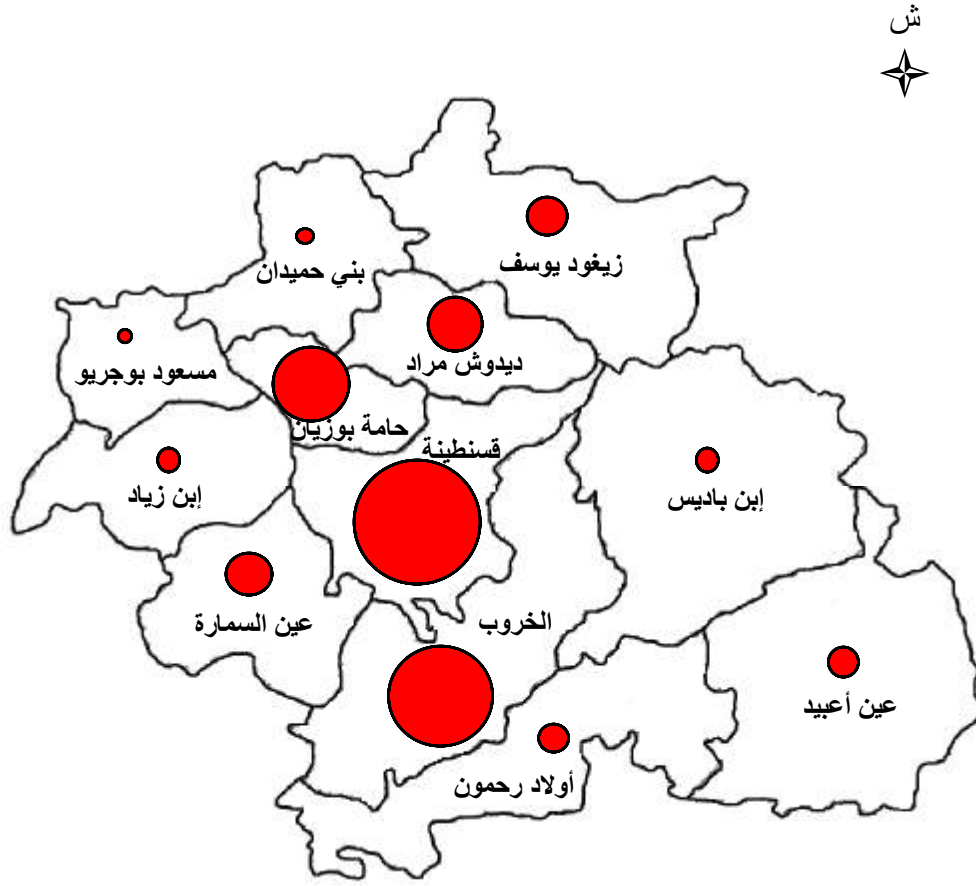 ش
زيغود يوسف
بني حميدان
ديدوش مراد
مسعود بوجريو
حامة بوزيان
قسنطينة
إبن زياد
إبن باديس
عين السمارة
الخروب
عين أعبيد
أولاد رحمون